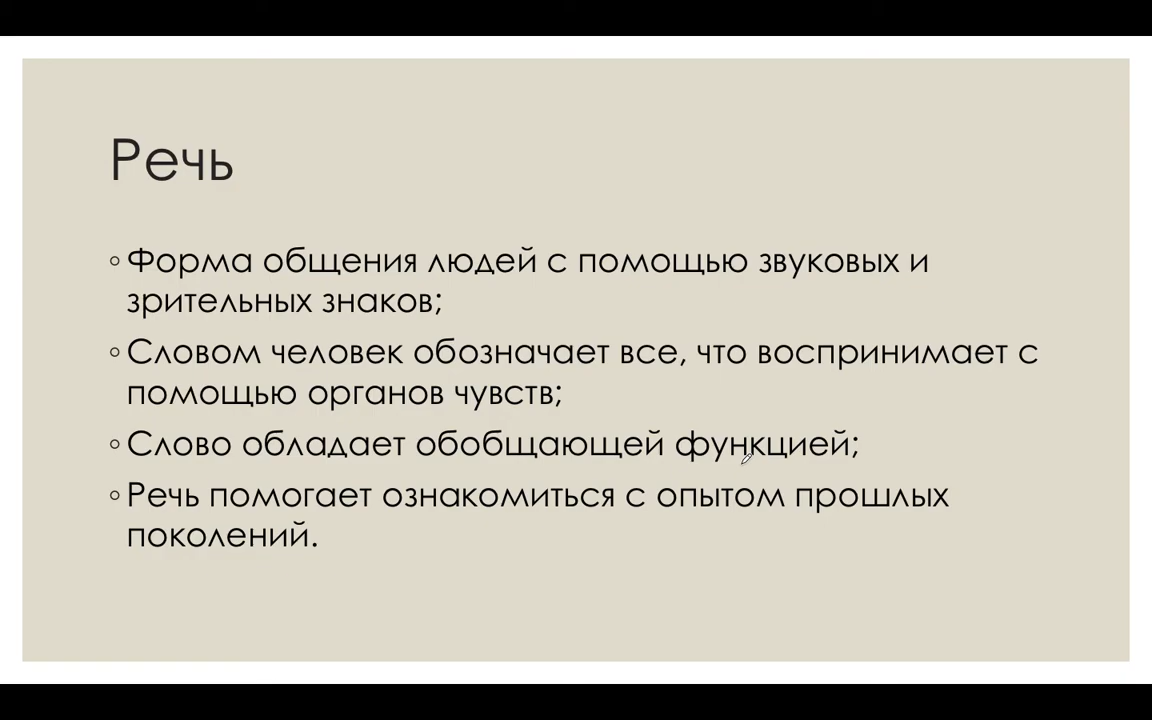 Речь
◦ Форма общения людей с помощью звуковых и
зрительных знаков;
◦ Словом человек обозначает все, что воспринимает с
помощью органов чувств;
◦ Слово обладает обобщающей функцией;
◦ Речь помогает ознакомиться с опытом прошлых
поколений.